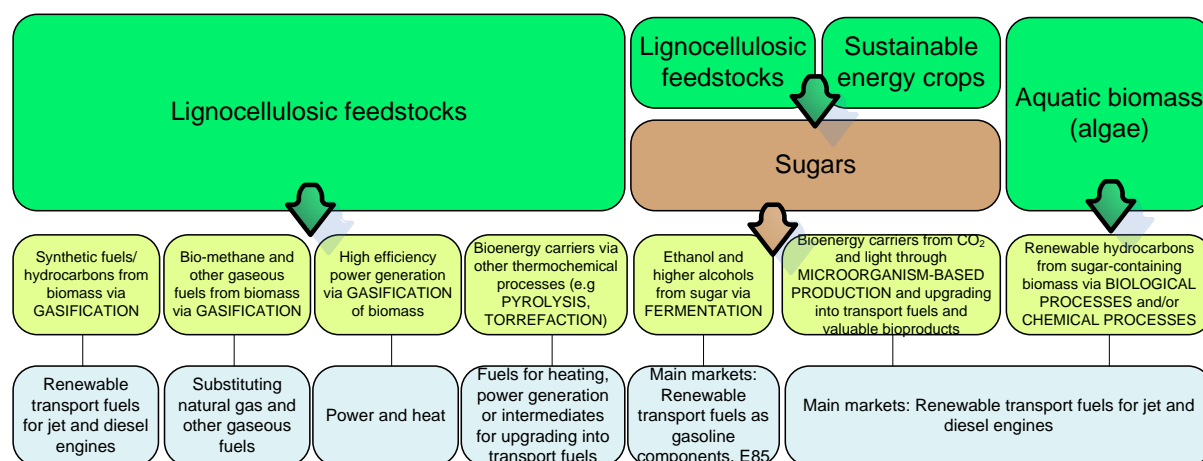 Lignocellulosic feedstocks
Lignocellulosic
feedstocks
Sustainable
energy crops
Aquatic biomass
(algae)
Sugars
Synthetic fuels/
hydrocarbons from
biomass via
GASIFICATION
Bio-methane and
other gaseous
fuels from biomass
via GASIFICATION
High efficiency
power generation
via GASIFICATION
of biomass
Bioenergy carriers via
other thermochemical
processes (e.g
PYROLYSIS,
TORREFACTION)
Ethanol and
higher alcohols
from sugar via
FERMENTATION
Bioenergy carriers from CO₂
and light through
MICROORGANISM-BASED
PRODUCTION and upgrading
into transport fuels and
valuable bioproducts
Renewable hydrocarbons
from sugar-containing
biomass via BIOLOGICAL
PROCESSES and/or
CHEMICAL PROCESSES
Renewable
transport fuels
for jet and diesel
engines
Substituting
natural gas and
other gaseous
fuels
Power and heat
Fuels for heating,
power generation
or intermediates
for upgrading into
transport fuels
Main markets:
Renewable
transport fuels as
gasoline
components, E85
Main markets: Renewable transport fuels for jet and
diesel engines